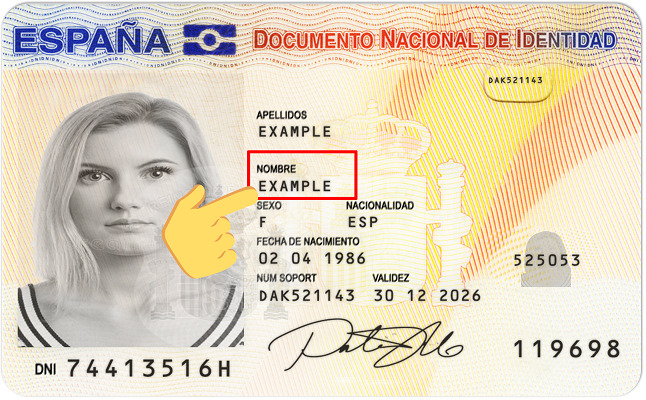 ESPAÑA DOCUMENTO NACIONAL DE IDENTIDAD
DAK521143
APELLIDOS
EXAMPLE
NOMBRE
EXAMPLE
SEXO NACIONALIDAD
F ESP
FECHA DE NACIMIENTO
02 04 1986
525053
NUM SOPORT VALIDEZ
DAK521143 30 12 2026
DNI 74413516H
119698